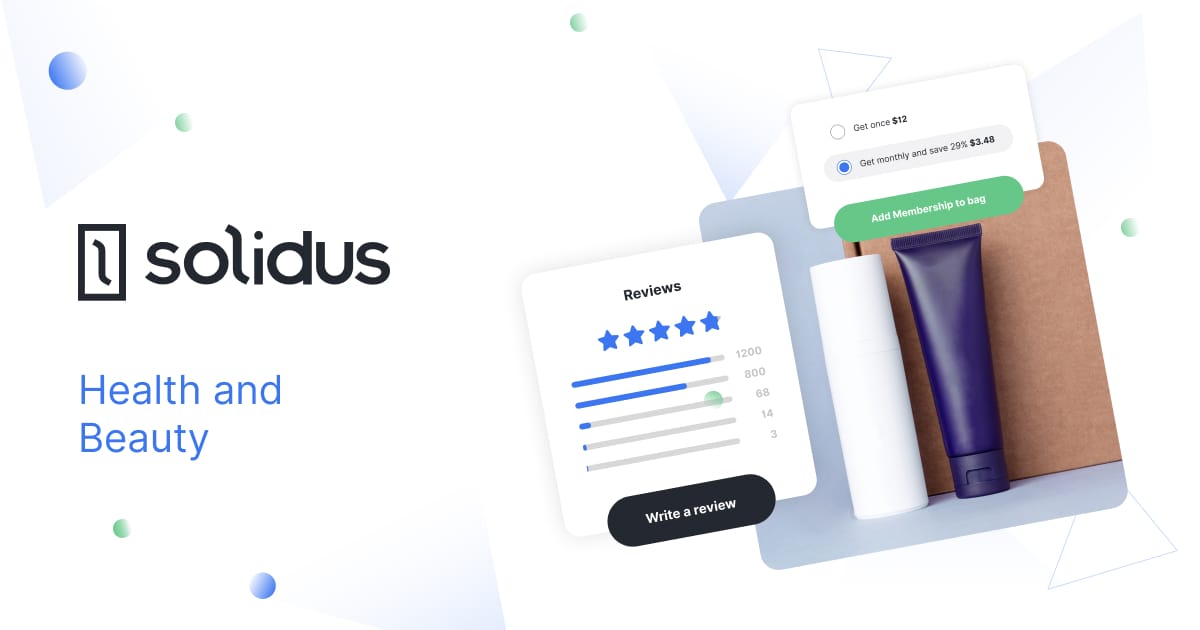 solidus
Health and
Beauty
Get once $12
Get monthly and save 29% $3.48
Add Membership to bag
Reviews
1200
800
68
14
3
Write a review